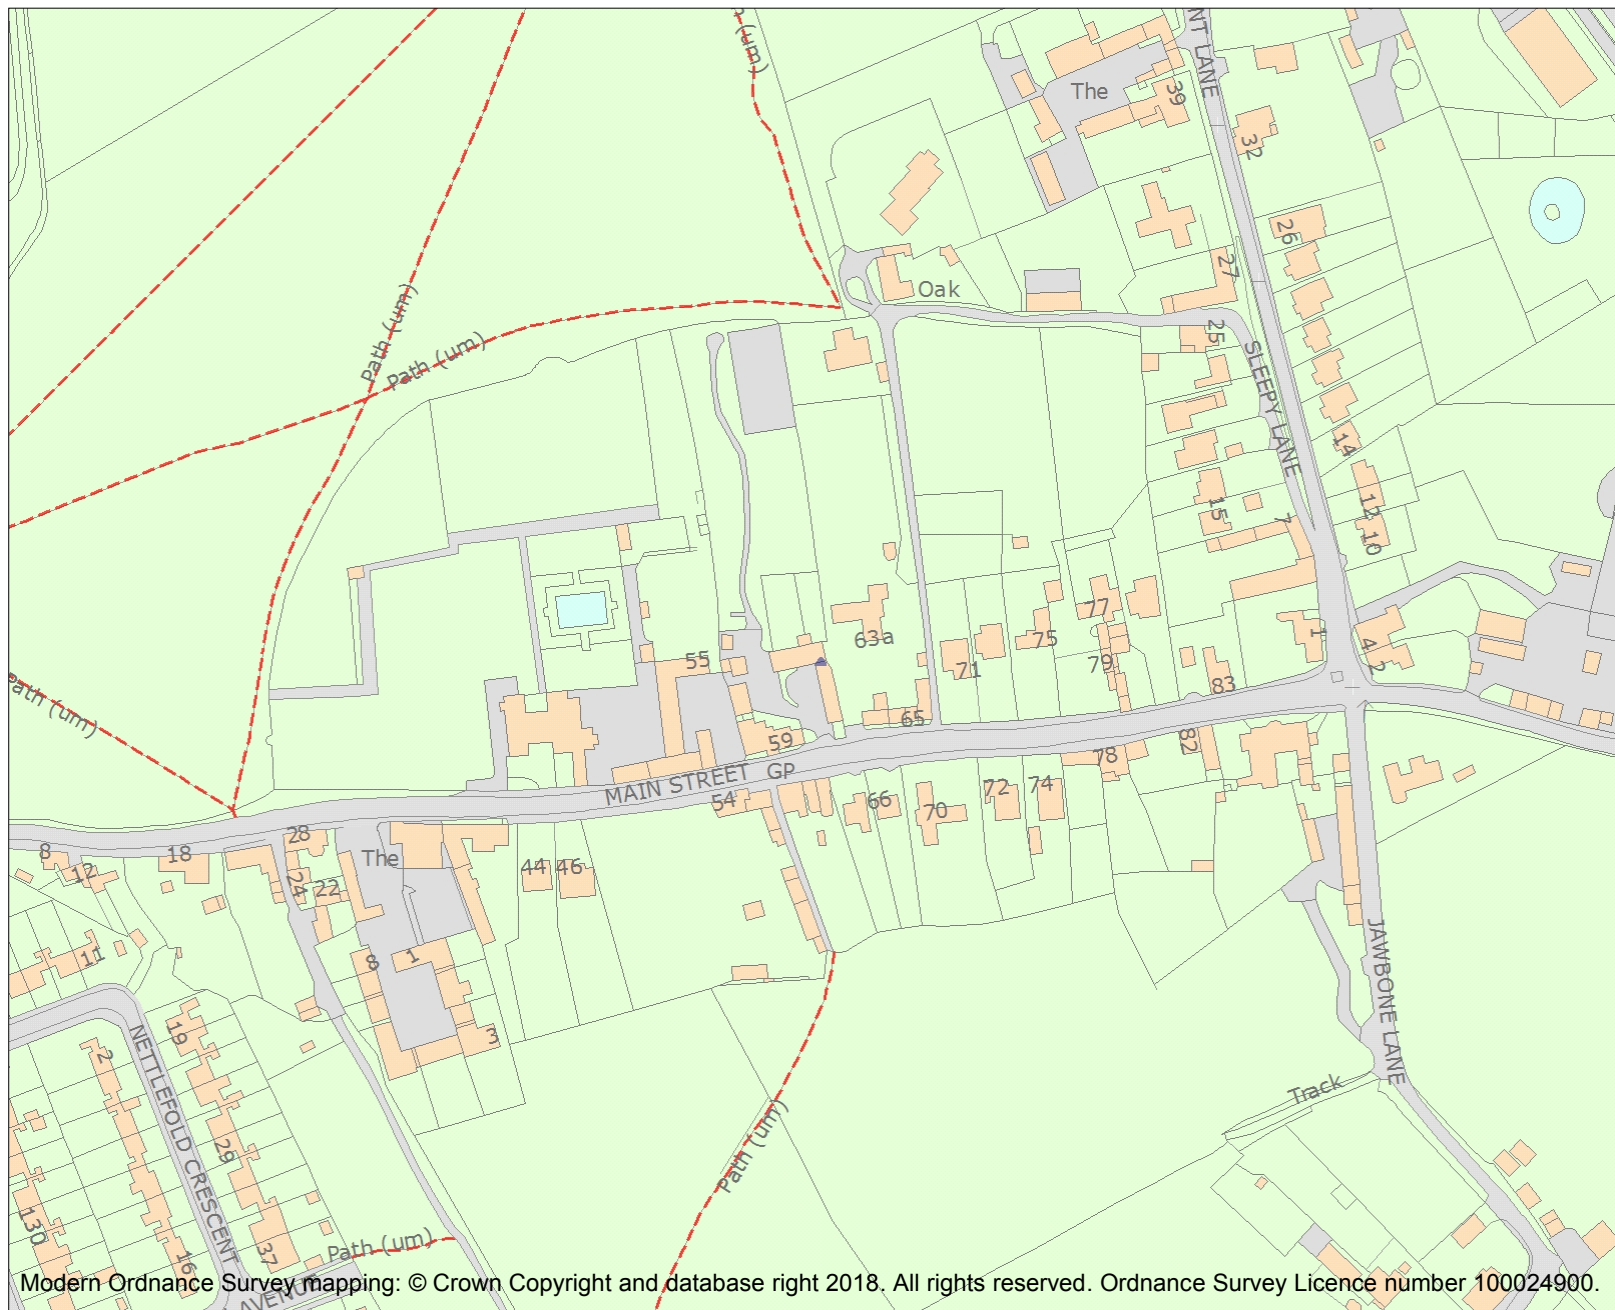 (um)
NT LANE
The
39
32
26
27
Oak
25
SLEEPY LANE
Path (um)
Path (um)
14
12
10
15
7
77
63a
75
1
4
2
55
71
79
83
Path (um)
65
59
82
78
MAIN STREET
GP
54
66
72
74
70
28
8
18
The
12
24
22
44
46
11
8
1
JAWBONE LANE
3
19
2
NETTLEFOLD CRESCENT
Track
29
Path (um)
130
37
16
Path (um)
AVENUE
Modern Ordnance Survey mapping: © Crown Copyright and database right 2018. All rights reserved. Ordnance Survey Licence number 100024900.